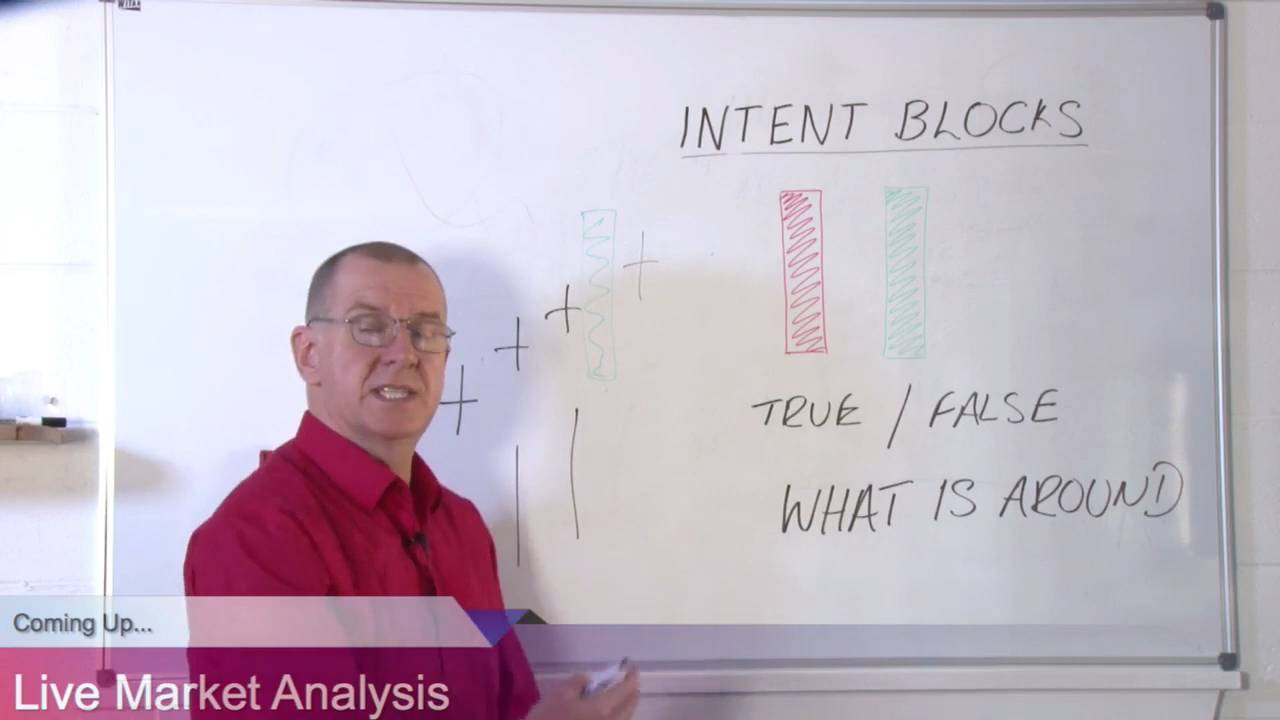 INTENT BLOCKS
TRUE / FALSE
WHAT IS AROUND
Coming Up...
Live Market Analysis